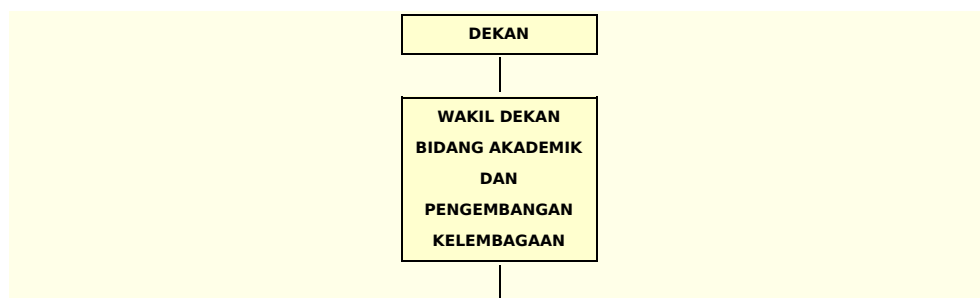 DEKAN
WAKIL DEKAN
BIDANG AKADEMIK
DAN
PENGEMBANGAN
KELEMBAGAAN